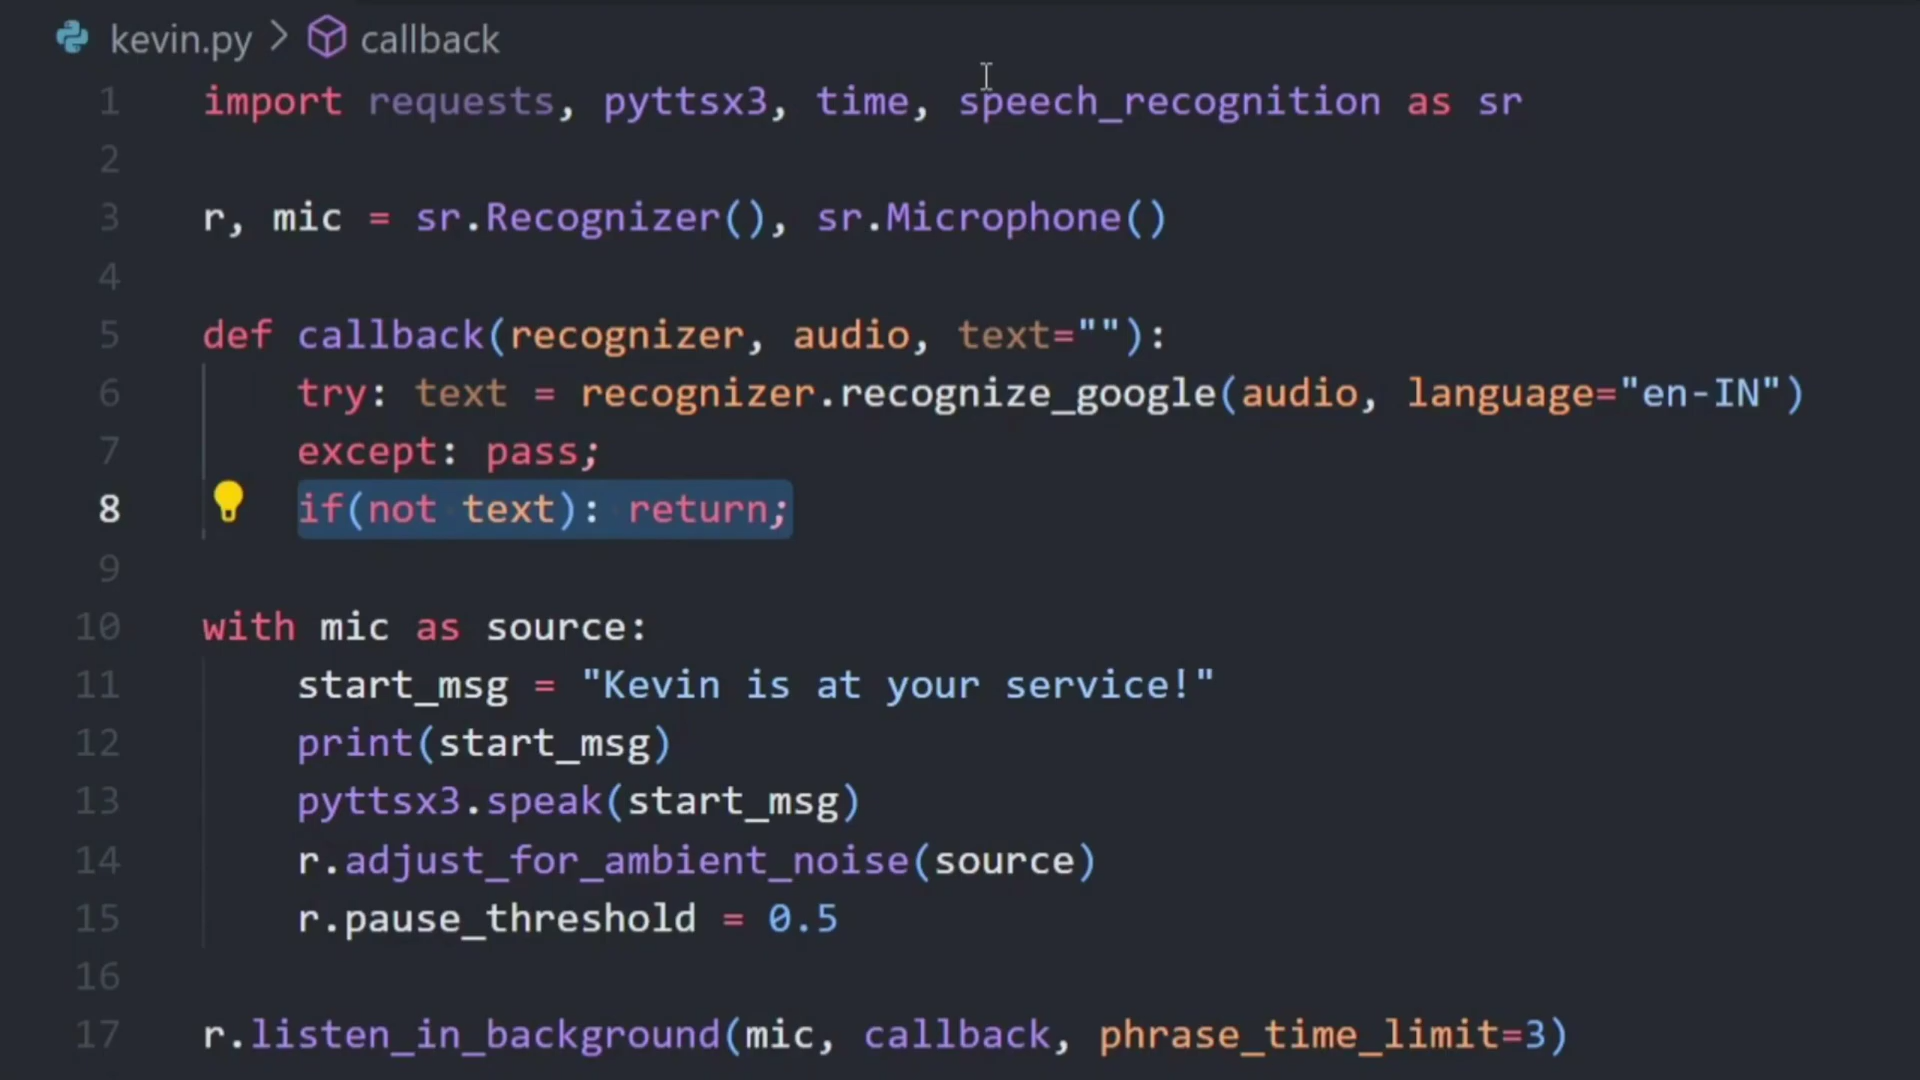 kevin.py > callback
1 import requests, pyttsx3, time, speech_recognition as sr
2
3 r, mic = sr.Recognizer(), sr.Microphone()
4
5 def callback(recognizer, audio, text=""):
6     try: text = recognizer.recognize_google(audio, language="en-IN")
7     except: pass;
8     if(not text): return;
9
10 with mic as source:
11     start_msg = "Kevin is at your service!"
12     print(start_msg)
13     pyttsx3.speak(start_msg)
14     r.adjust_for_ambient_noise(source)
15     r.pause_threshold = 0.5
16
17 r.listen_in_background(mic, callback, phrase_time_limit=3)